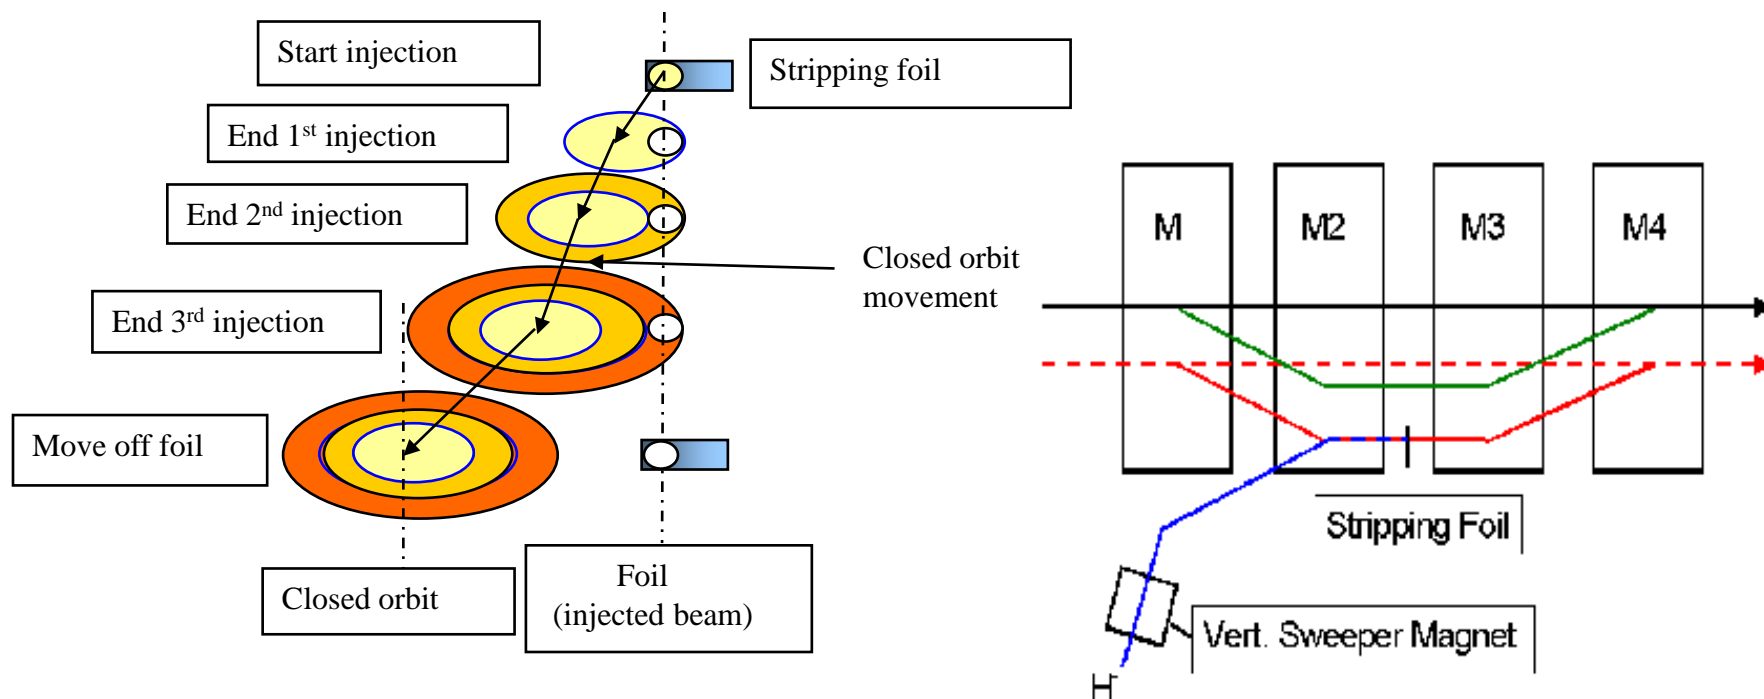 Start injection
Stripping foil
End 1st injection
End 2nd injection
Closed orbit
movement
End 3rd injection
Move off foil
Closed orbit
Foil
(injected beam)
M
M2
M3
M4
Stripping Foil
Vert. Sweeper Magnet
H-